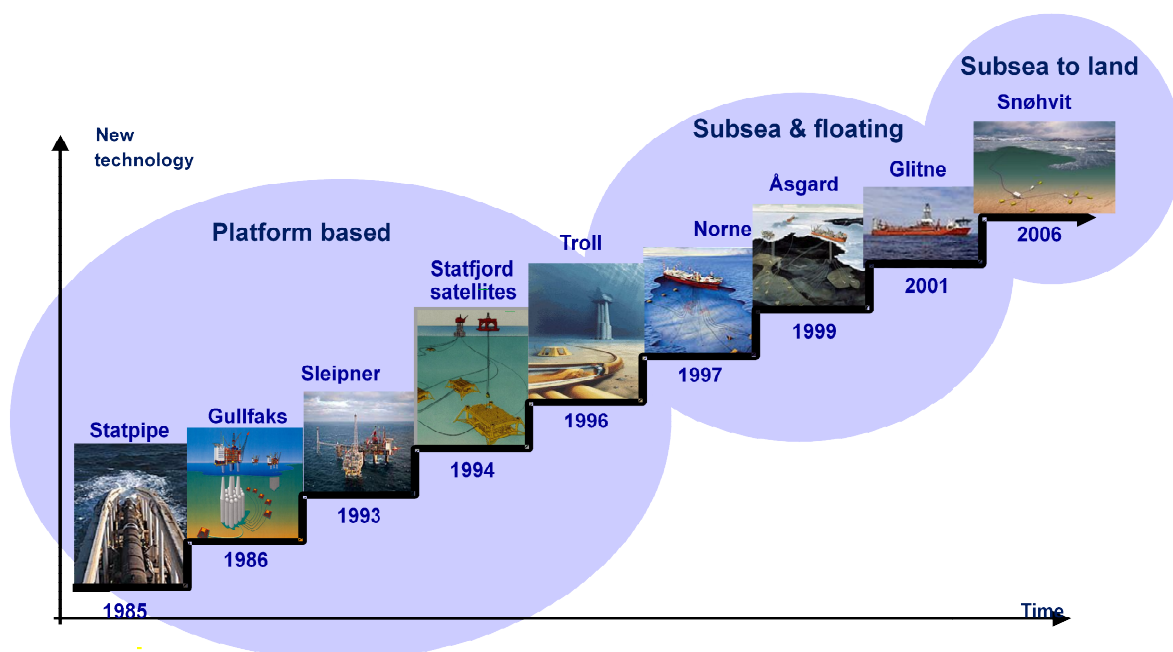 Subsea to land
Snøhvit
New
technology
Subsea & floating
Glitne
Åsgard
Platform based
Norne
Troll
2006
Statfjord
satellites
2001
1999
Sleipner
1997
Gullfaks
1996
Statpipe
1994
1993
1986
1985
Time